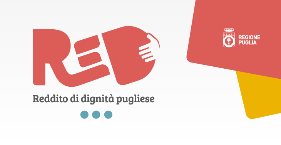 RED
Reddito di dignità pugliese
REGIONE
PUGLIA